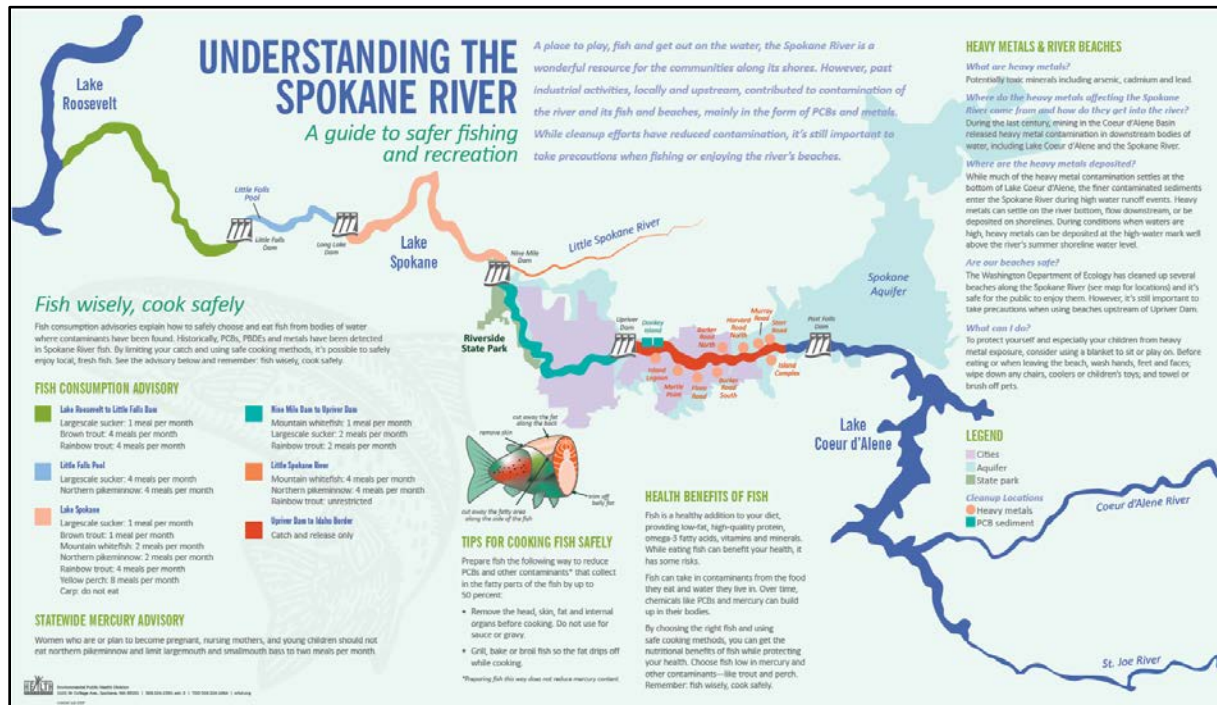 UNDERSTANDING THE
SPOKANE RIVER
A guide to safer fishing
and recreation
A place to play, fish and get out on the water, the Spokane River is a
wonderful resource for the communities along its shores. However, past
industrial activities, locally and upstream, contributed to contamination of
the river and its fish and beaches, mainly in the form of PCBs and metals.
While cleanup efforts have reduced contamination, it's still important to
take precautions when fishing or enjoying the river's beaches.
Lake
Roosevelt
Little Falls
Pool
Little Falls
Dam
Long Lake
Dam
Lake
Spokane
Nine Mile
Dam
Little Spokane River
Riverside
State Park
Upriver
Dam
Donkey
Island
Barker
Road
North
Harvard
Road
North
Murray
Road
Starr
Road
Island
Lagoon
Myrtle
Point
Flora
Road
Barker
Road
South
Island
Complex
Post Falls
Dam
Spokane
Aquifer
Lake
Coeur d'Alene
Coeur d'Alene River
St. Joe River
Fish wisely, cook safely
Fish consumption advisories explain how to safely choose and eat fish from bodies of water
where contaminants have been found. Historically, PCBs, PBDEs and metals have been detected
in Spokane River fish. By limiting your catch and using safe cooking methods, it's possible to safely
enjoy local, fresh fish. See the advisory below and remember: fish wisely, cook safely.
FISH CONSUMPTION ADVISORY
Lake Roosevelt to Little Falls Dam
Largescale sucker: 1 meal per month
Brown trout: 4 meals per month
Rainbow trout: 4 meals per month
Little Falls Pool
Largescale sucker: 4 meals per month
Northern pikeminnow: 4 meals per month
Lake Spokane
Largescale sucker: 1 meal per month
Brown trout: 1 meal per month
Mountain whitefish: 2 meals per month
Northern pikeminnow: 2 meals per month
Rainbow trout: 4 meals per month
Yellow perch: 8 meals per month
Carp: do not eat
Nine Mile Dam to Upriver Dam
Mountain whitefish: 1 meal per month
Largescale sucker: 2 meals per month
Rainbow trout: 2 meals per month
Little Spokane River
Mountain whitefish: 4 meals per month
Northern pikeminnow: 4 meals per month
Rainbow trout: unrestricted
Upriver Dam to Idaho Border
Catch and release only
STATEWIDE MERCURY ADVISORY
Women who are or plan to become pregnant, nursing mothers, and young children should not
eat northern pikeminnow and limit largemouth and smallmouth bass to two meals per month.
HEALTH
Environmental Public Health Division
cut away the fat
along the back
remove skin
trim off
belly fat
cut away the fatty area
along the side of the fish
TIPS FOR COOKING FISH SAFELY
Prepare fish the following way to reduce
PCBs and other contaminants* that collect
in the fatty parts of the fish by up to
50 percent:
• Remove the head, skin, fat and internal
organs before cooking. Do not use for
sauce or gravy.
• Grill, bake or broil fish so the fat drips off
while cooking.
*Preparing fish this way does not reduce mercury content.
HEALTH BENEFITS OF FISH
Fish is a healthy addition to your diet,
providing low-fat, high-quality protein,
omega-3 fatty acids, vitamins and minerals.
While eating fish can benefit your health, it
has some risks.
Fish can take in contaminants from the food
they eat and water they live in. Over time,
chemicals like PCBs and mercury can build
up in their bodies.
By choosing the right fish and using
safe cooking methods, you can get the
nutritional benefits of fish while protecting
your health. Choose fish low in mercury and
other contaminants—like trout and perch.
Remember: fish wisely, cook safely.
HEAVY METALS & RIVER BEACHES
What are heavy metals?
Potentially toxic minerals including arsenic, cadmium and lead.
Where do the heavy metals affecting the Spokane
River come from and how do they get into the river?
During the last century, mining in the Coeur d'Alene Basin
released heavy metal contamination in downstream bodies of
water, including Lake Coeur d'Alene and the Spokane River.
Where are the heavy metals deposited?
While much of the heavy metal contamination settles at the
bottom of Lake Coeur d'Alene, the finer contaminated sediments
enter the Spokane River during high water runoff events. Heavy
metals can settle on the river bottom, flow downstream, or be
deposited on shorelines. During conditions when waters are
high, heavy metals can be deposited at the high-water mark well
above the river's summer shoreline water level.
Are our beaches safe?
The Washington Department of Ecology has cleaned up several
beaches along the Spokane River (see map for locations) and it's
safe for the public to enjoy them. However, it's still important to
take precautions when using beaches upstream of Upriver Dam.
What can I do?
To protect yourself and especially your children from heavy
metal exposure, consider using a blanket to sit or play on. Before
eating or when leaving the beach, wash hands, feet and faces,
wipe down any chairs, coolers or children's toys, and towel or
brush off pets.
LEGEND
Cities
Aquifer
State park
Cleanup Locations
Heavy metals
PCB sediment